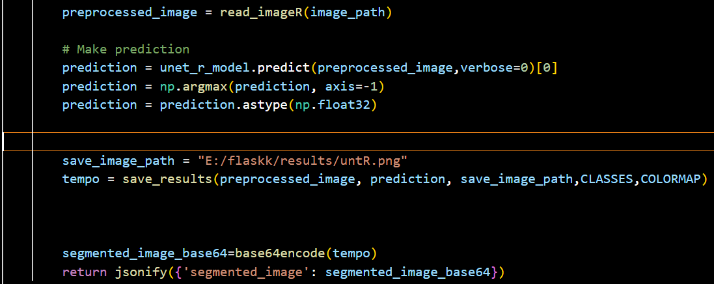 preprocessed_image = read_imageR(image_path)
# Make prediction
prediction = unet_r_model.predict(preprocessed_image,verbose=0)[0]
prediction = np.argmax(prediction, axis=-1)
prediction = prediction.astype(np.float32)
save_image_path = "E:/flaskk/results/untR.png"
tempo = save_results(preprocessed_image, prediction, save_image_path,CLASSES,COLORMAP)
segmented_image_base64=base64encode(tempo)
return jsonify({'segmented_image': segmented_image_base64})